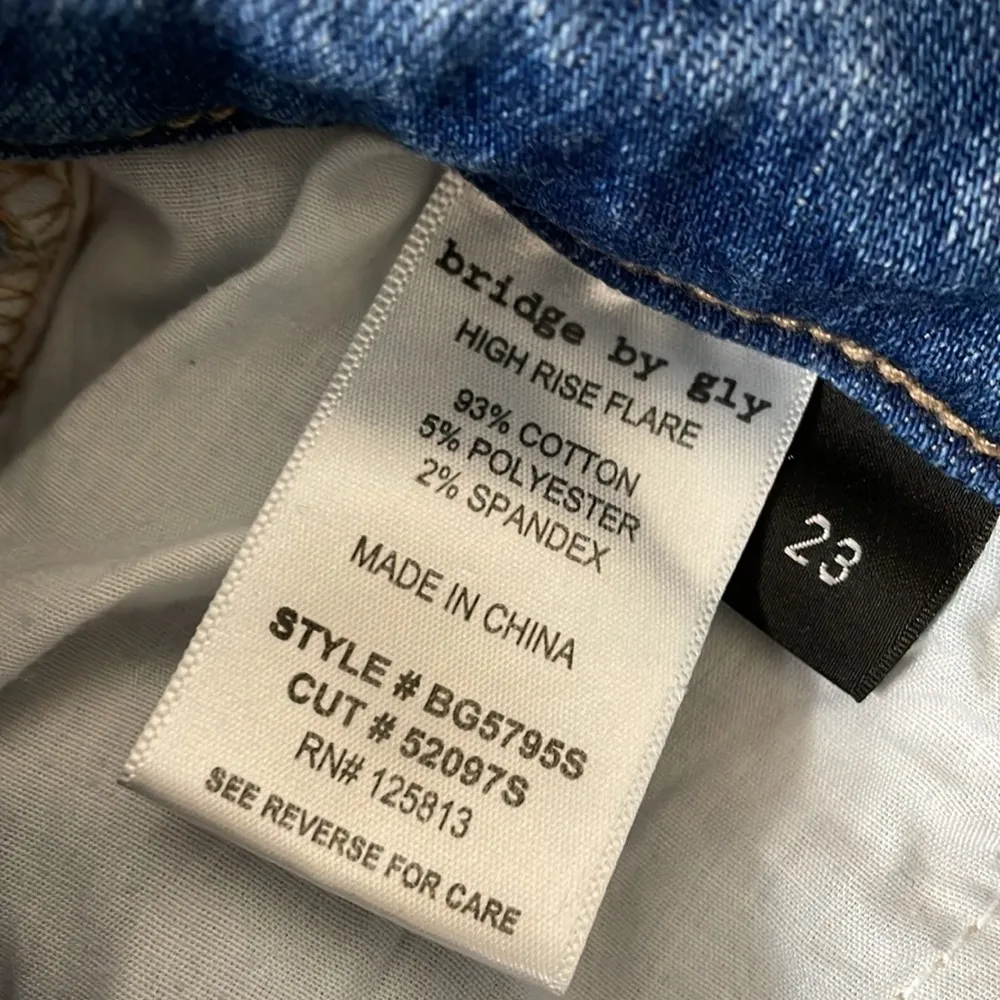 bridge by gly
HIGH RISE FLARE
93% COTTON
5% POLYESTER
2% SPANDEX
MADE IN CHINA
STYLE # BG5795S
CUT # 52097S
RN# 125813
SEE REVERSE FOR CARE
23